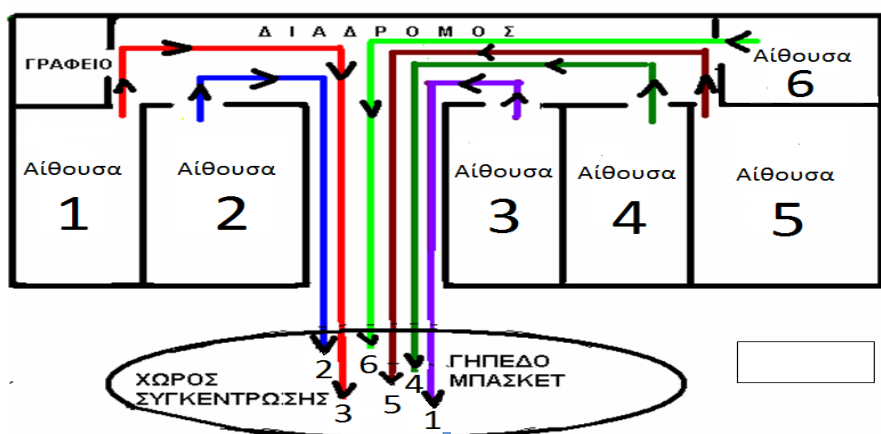 Δ Ι Α Δ Ρ Ο Μ Ο Σ
ΓΡΑΦΕΙΟ
Αίθουσα
6
Αίθουσα
1
Αίθουσα
2
Αίθουσα
3
Αίθουσα
4
Αίθουσα
5
2
6
ΧΩΡΟΣ
ΣΥΓΚΕΝΤΡΩΣΗΣ
ΓΗΠΕΔΟ
ΜΠΑΣΚΕΤ
3
5
4
1